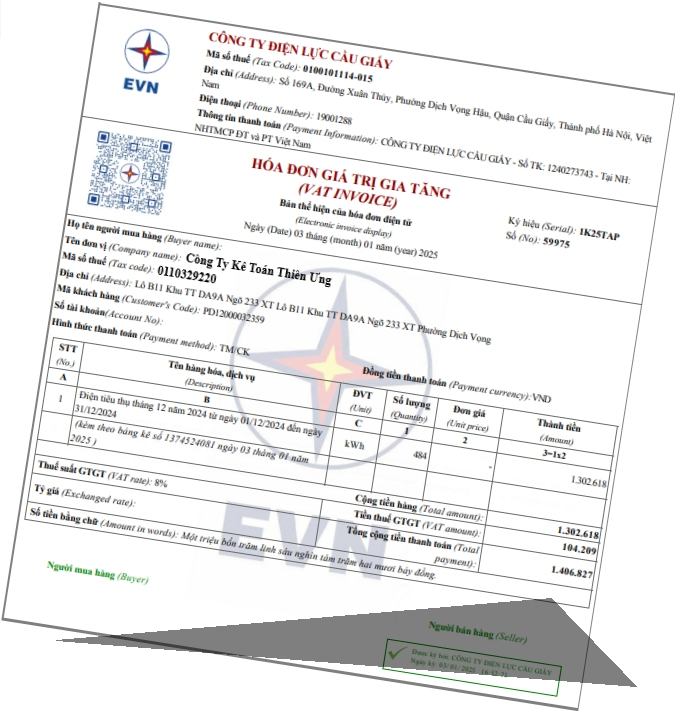 EVN
CÔNG TY ĐIỆN LỰC CẦU GIẤY
Mã số thuế (Tax Code): 0100101114-015
Địa chỉ (Address): Số 169A, Đường Xuân Thủy, Phường Dịch Vọng Hậu, Quận Cầu Giấy, Thành phố Hà Nội, Việt
Nam
Điện thoại (Phone Number): 19001288
Thông tin thanh toán (Payment Information): CÔNG TY ĐIỆN LỰC CẦU GIẤY - Số TK: 1240273743 - Tại NH:
NHTMCP ĐT và PT Việt Nam
HÓA ĐƠN GIÁ TRỊ GIA TĂNG
(VAT INVOICE)
Bản thể hiện của hóa đơn điện tử
(Electronic invoice display)
Ngày (Date) 03 tháng (month) 01 năm (year) 2025
Ký hiệu (Serial): 1K25TAP
Số (No): 59975
Họ tên người mua hàng (Buyer name):
Tên đơn vị (Company name): Công Ty Kế Toán Thiên Ưng
Mã số thuế (Tax code): 0110329220
Địa chỉ (Address): Lô B11 Khu TT DA9A Ngõ 233 XT Lô B11 Khu TT DA9A Ngõ 233 XT Phường Dịch Vọng
Mã khách hàng (Customer's Code): PD12000032359
Số tài khoản(Account No):
Hình thức thanh toán (Payment method): TM/CK
Đồng tiền thanh toán (Payment currency):VND
STT (No.) Tên hàng hóa, dịch vụ (Description) ĐVT (Unit) Số lượng (Quantity) Đơn giá (Unit price) Thành tiền (Amount)
A B C 1 2 3=1x2
1 Điện tiêu thụ tháng 12 năm 2024 từ ngày 01/12/2024 đến ngày
31/12/2024
(kèm theo bảng kê số 1374524081 ngày 03 tháng 01 năm
2025 )
kWh 484 - 1.302.618
Cộng tiền hàng (Total amount): 1.302.618
Thuế suất GTGT (VAT rate): 8% Tiền thuế GTGT (VAT amount): 104.209
Tỷ giá (Exchanged rate): Tổng cộng tiền thanh toán (Total
payment): 1.406.827
Số tiền bằng chữ (Amount in words): Một triệu bốn trăm linh sáu nghìn tám trăm hai mươi bảy đồng.
EVN
Người mua hàng (Buyer)
Người bán hàng (Seller)
Được ký bởi: CÔNG TY ĐIỆN LỰC CẦU GIẤY
Ngày ký: 03/01/2025